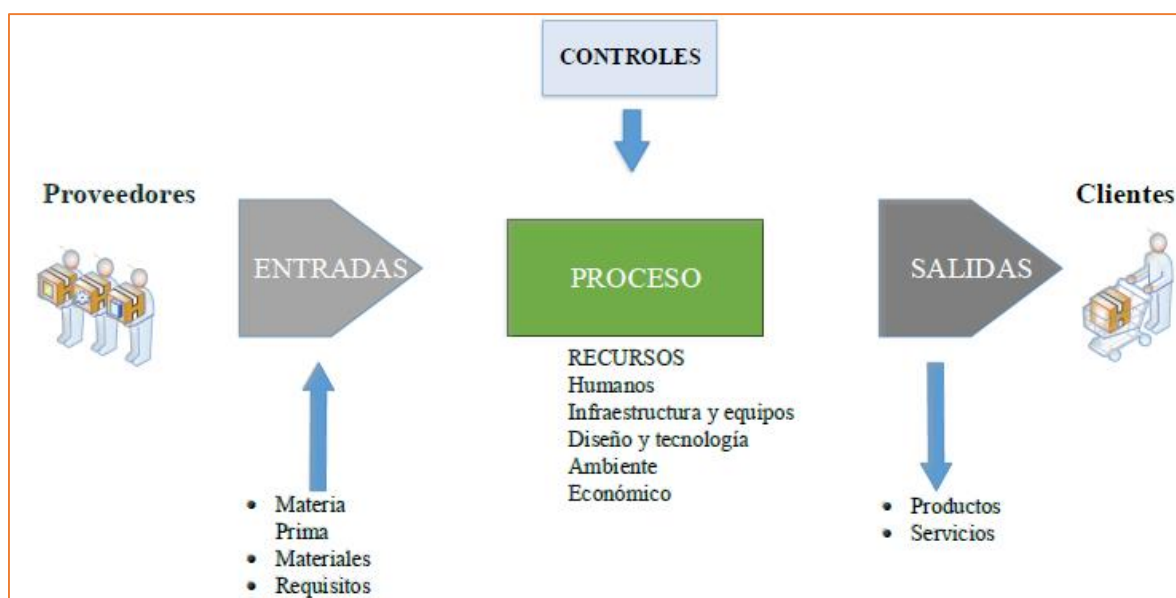 CONTROLES
Proveedores
ENTRADAS
• Materia
Prima
• Materiales
• Requisitos
PROCESO
RECURSOS
Humanos
Infraestructura y equipos
Diseño y tecnología
Ambiente
Económico
SALIDAS
• Productos
• Servicios
Clientes